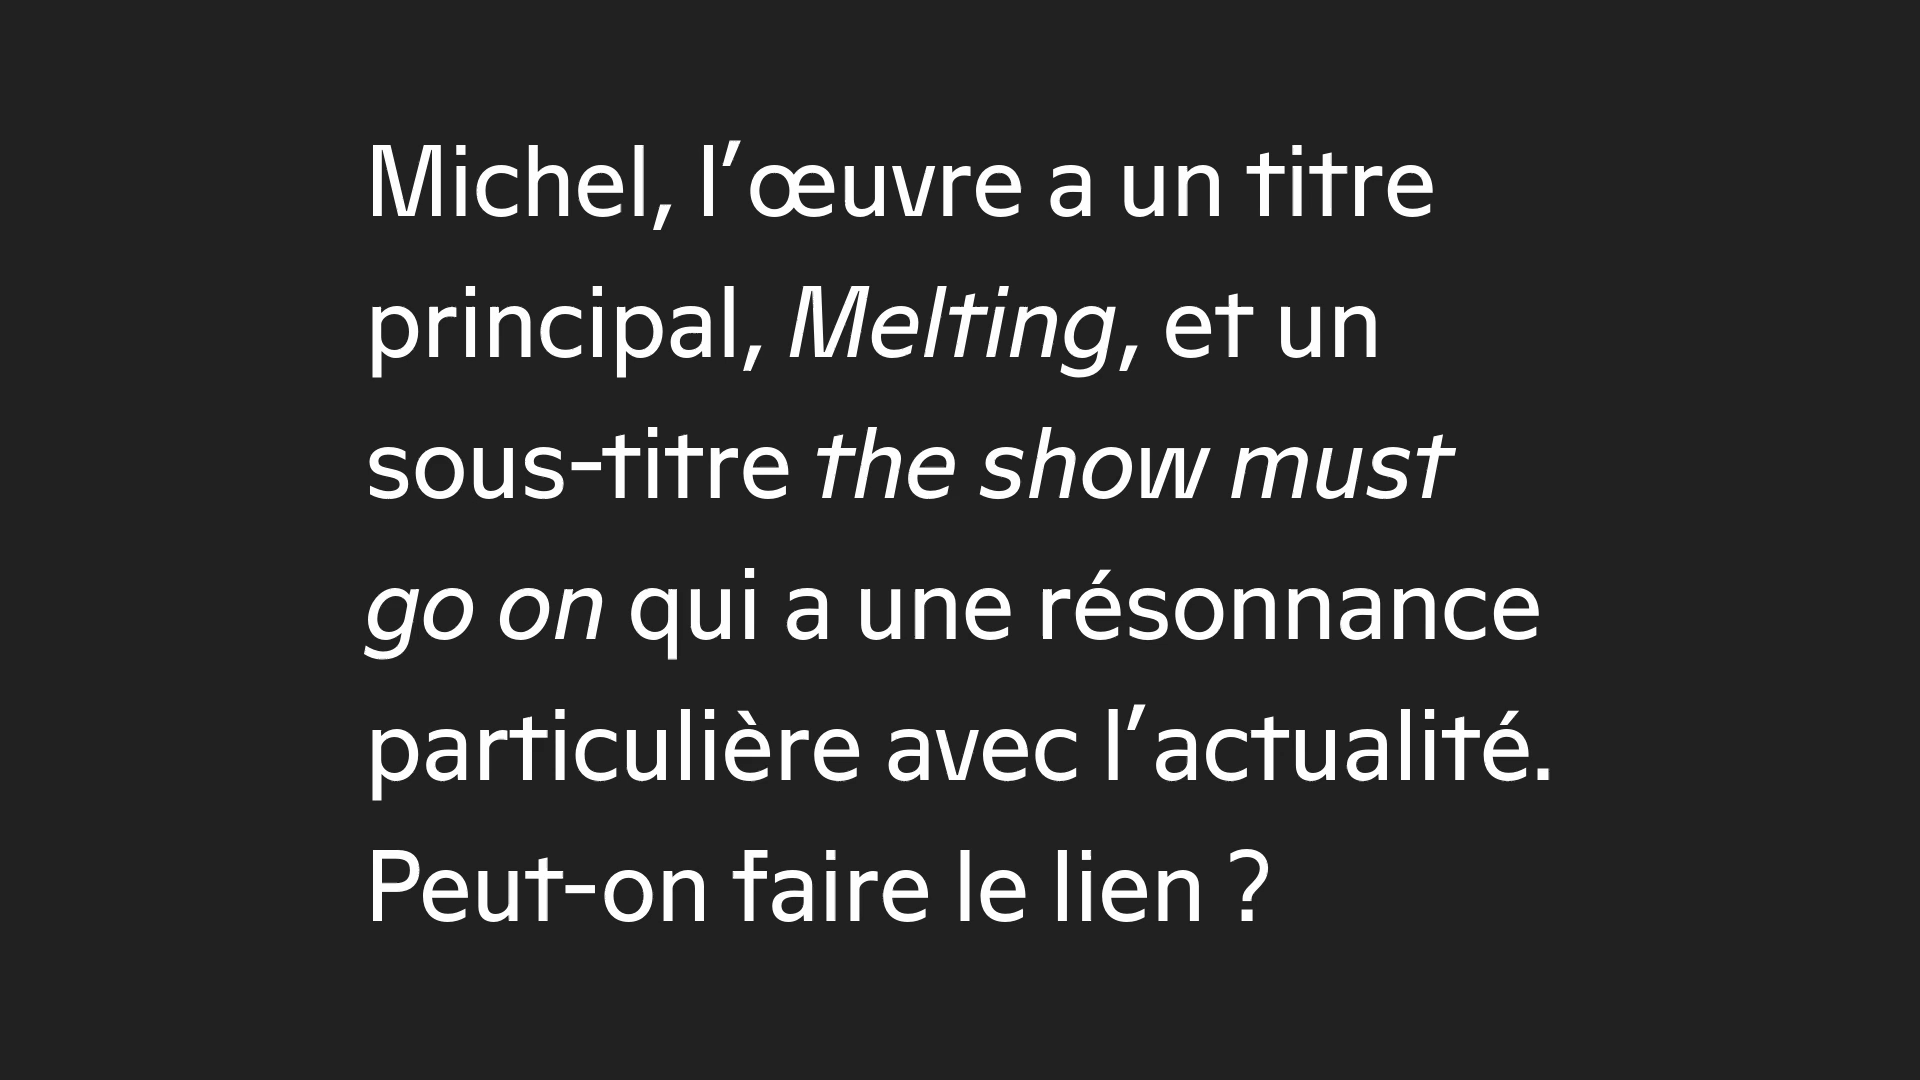 Michel, l’œuvre a un titre
principal, Melting, et un
sous-titre the show must
go on qui a une résonnance
particulière avec l’actualité.
Peut-on faire le lien ?